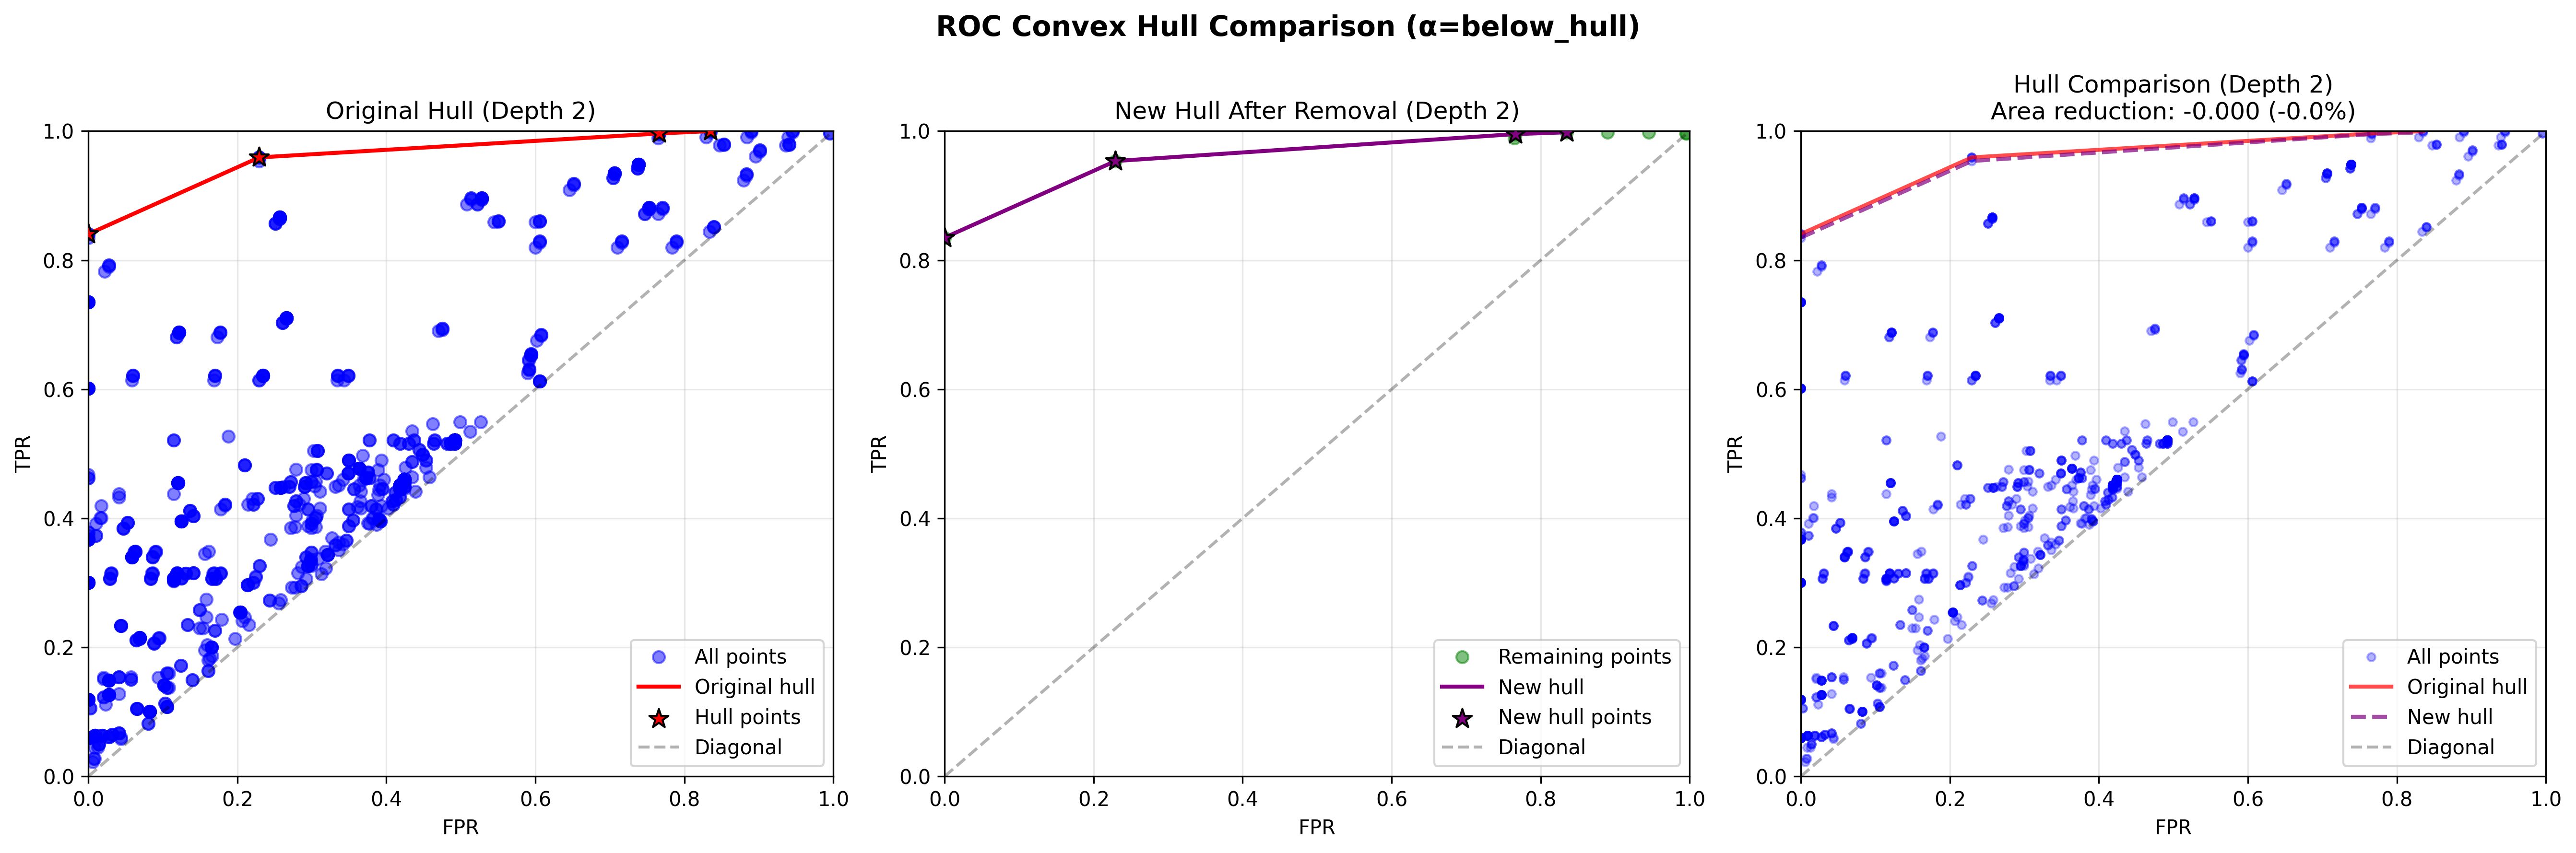 ROC Convex Hull Comparison (α=below_hull)
Original Hull (Depth 2)
1.0
0.8
0.6
0.4
0.2
0.0
TPR
0.0 0.2 0.4 0.6 0.8 1.0
FPR
All points
Original hull
Hull points
Diagonal
New Hull After Removal (Depth 2)
1.0
0.8
0.6
0.4
0.2
0.0
TPR
0.0 0.2 0.4 0.6 0.8 1.0
FPR
Remaining points
New hull
New hull points
Diagonal
Hull Comparison (Depth 2)
Area reduction: -0.000 (-0.0%)
1.0
0.8
0.6
0.4
0.2
0.0
TPR
0.0 0.2 0.4 0.6 0.8 1.0
FPR
All points
Original hull
New hull
Diagonal